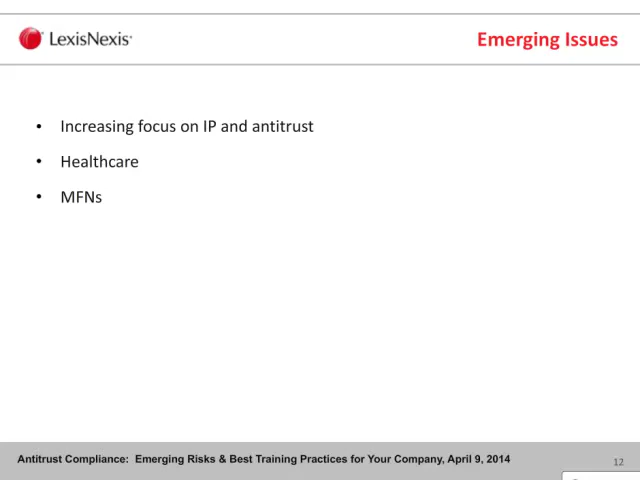 LexisNexis®
Emerging Issues
• Increasing focus on IP and antitrust
• Healthcare
• MFNs
Antitrust Compliance: Emerging Risks & Best Training Practices for Your Company, April 9, 2014
12